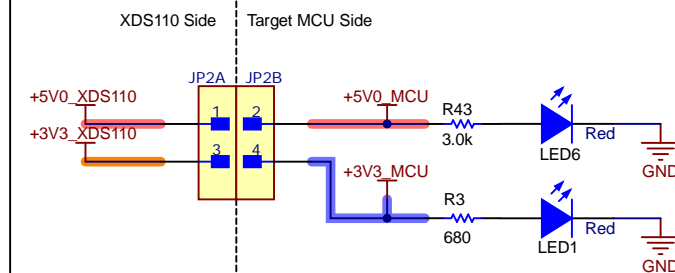 XDS110 Side
Target MCU Side
JP2A
JP2B
+5V0_XDS110
1
2
+5V0_MCU
R43
3.0k
LED6
Red
GND
+3V3_XDS110
3
4
+3V3_MCU
R3
680
LED1
Red
GND